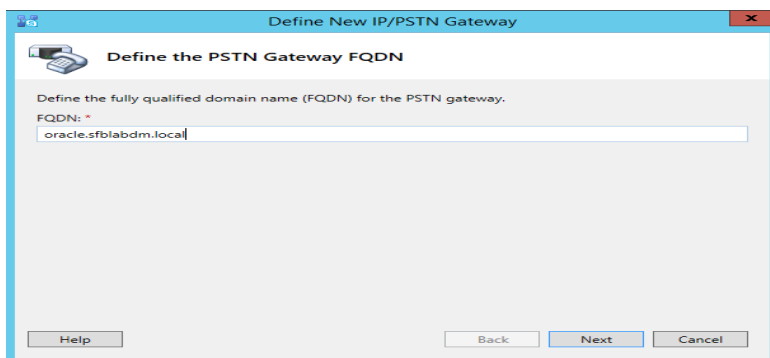 Define New IP/PSTN Gateway
x
Define the PSTN Gateway FQDN
Define the fully qualified domain name (FQDN) for the PSTN gateway.
FQDN: *
oracle.sfblabdm.local
Help Back Next Cancel